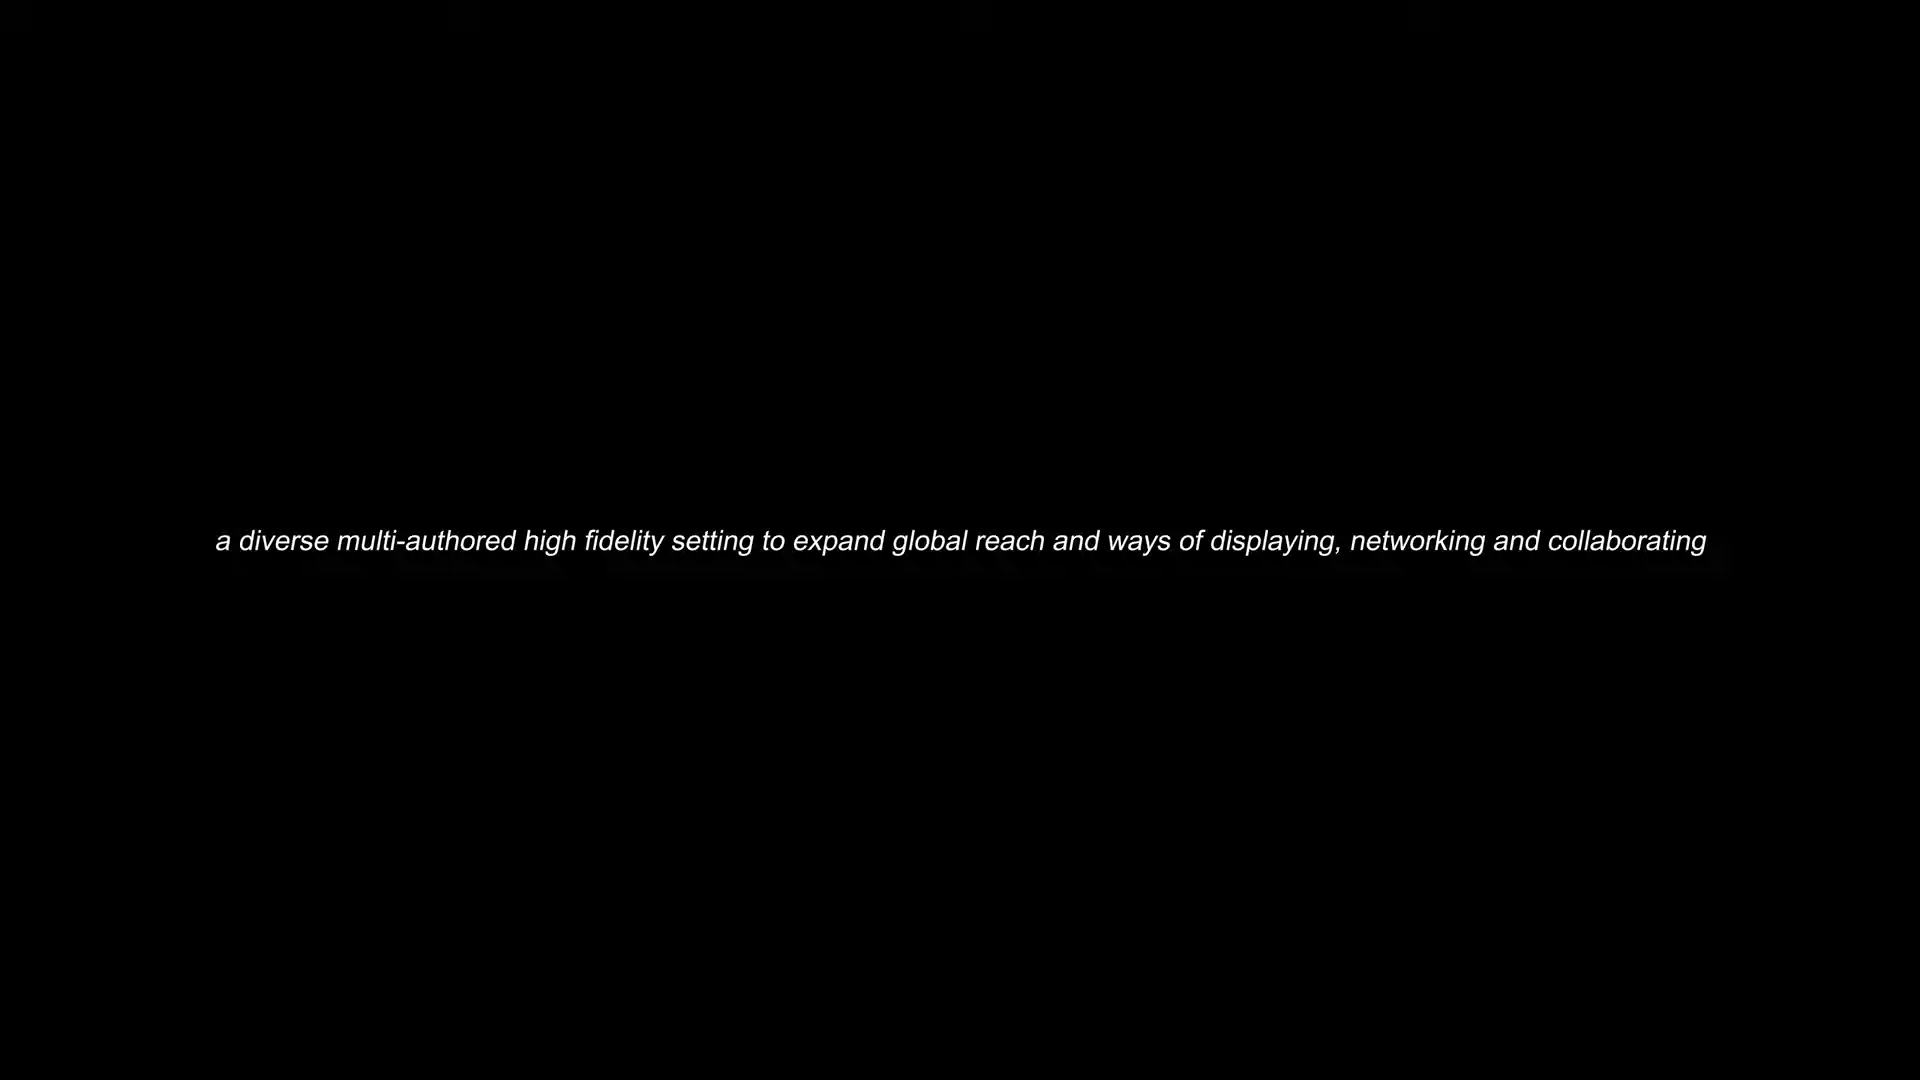 a diverse multi-authored high fidelity setting to expand global reach and ways of displaying, networking and collaborating